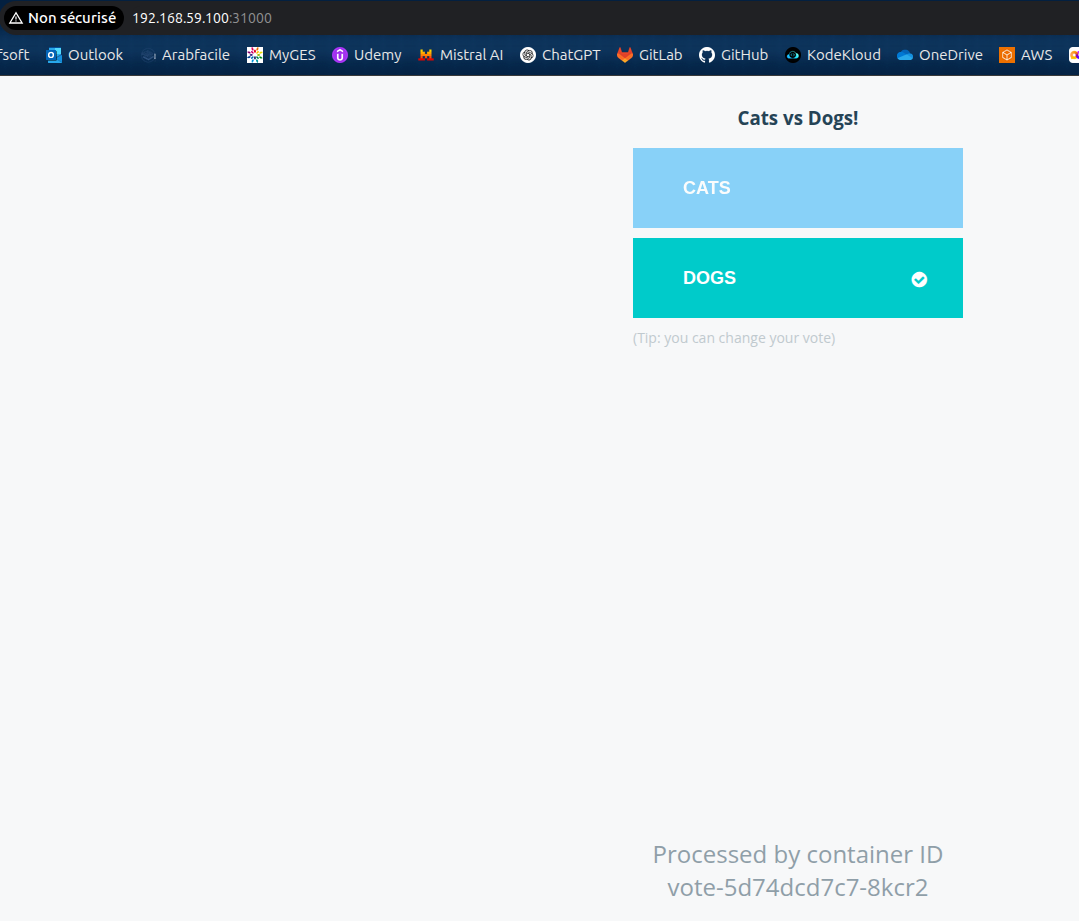 Non sécurisé 192.168.59.100:31000
soft Outlook Arabfacile MyGES Udemy Mistral AI ChatGPT GitLab GitHub KodeKloud OneDrive AWS
Cats vs Dogs!
CATS
DOGS
(Tip: you can change your vote)
Processed by container ID
vote-5d74dcd7c7-8kcr2